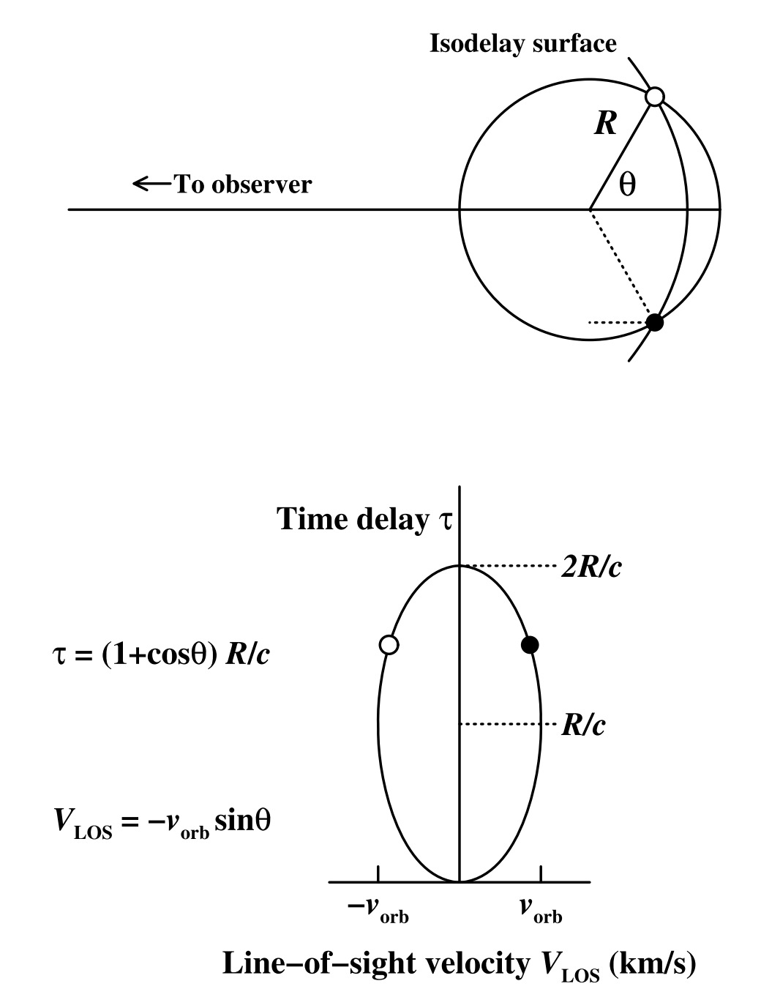 Isodelay surface
R
θ
To observer
Time delay τ
2R/c
τ = (1+cosθ) R/c
R/c
V_LOS = −v_orb sinθ
−v_orb
v_orb
Line−of−sight velocity V_LOS (km/s)